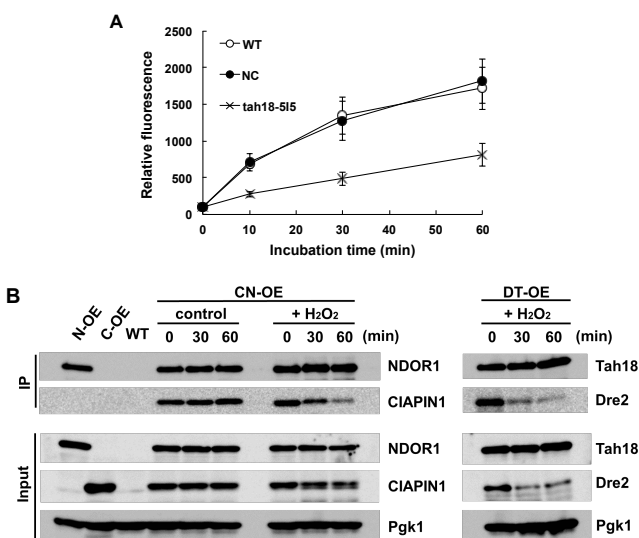 A
Relative fluorescence
2500
2000
1500
1000
500
0
WT
NC
tah18-5I5
0 10 20 30 40 50 60
Incubation time (min)
B
N-OE C-OE WT
CN-OE
control + H₂O₂
0 30 60 0 30 60 (min)
DT-OE
+ H₂O₂
0 30 60 (min)
IP
NDOR1 Tah18
CIAPIN1 Dre2
Input
NDOR1 Tah18
CIAPIN1 Dre2
Pgk1 Pgk1